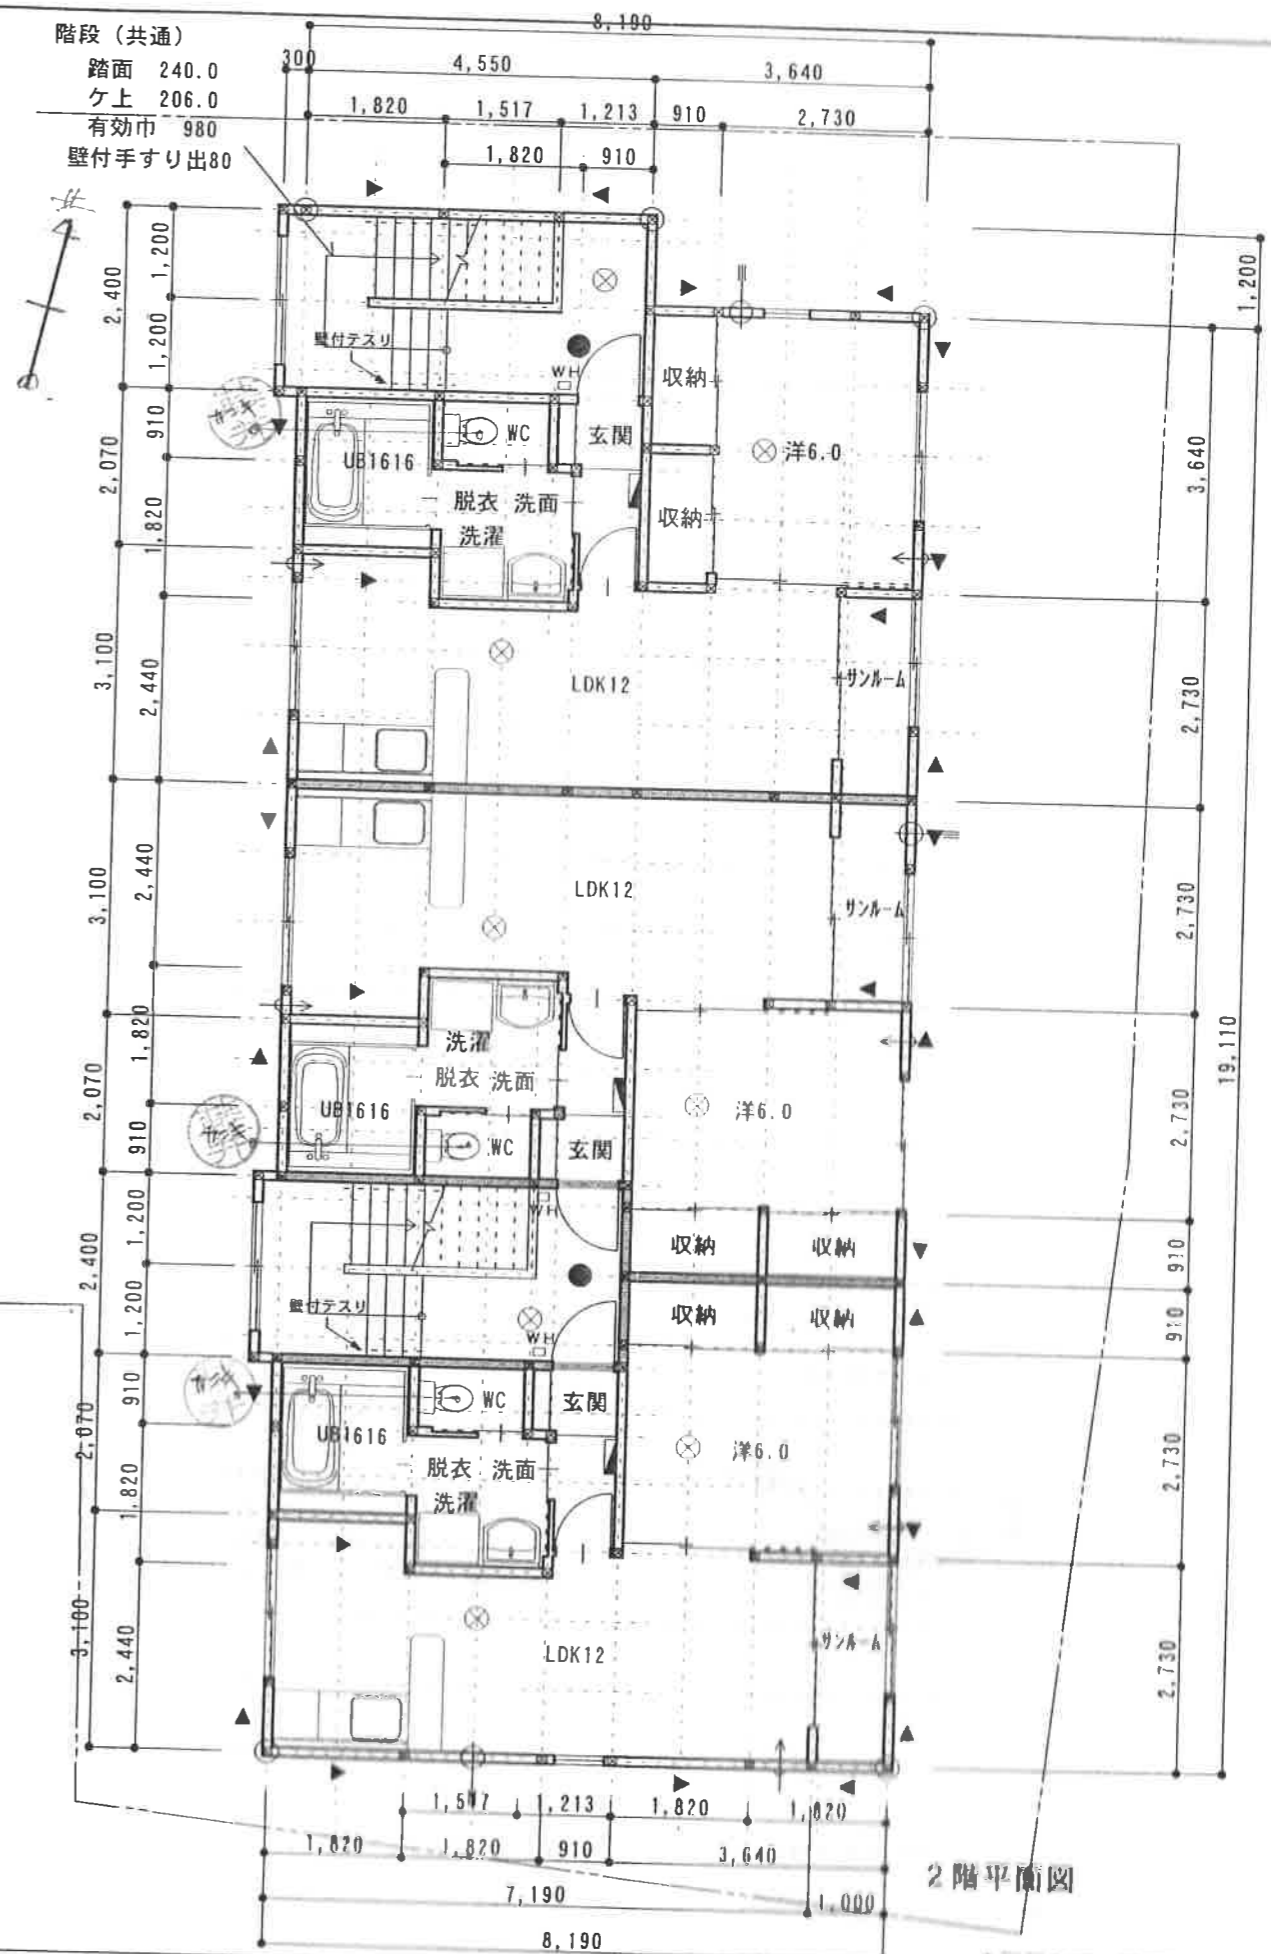 8,190
階段（共通）
踏面 240.0
ケ上 206.0
有効巾 980
壁付手すり出80
300
4,550
3,640
1,820
1,517
1,213
910
2,730
1,820
910
北
2,400
1,200
1,200
1,200
壁付テスリ
WH
収納
玄関
WC
UB1616
洋6.0
2,070
910
3,640
脱衣 洗面
洗濯
収納
1,820
19,110
3,100
2,440
LDK12
サンルーム
2,730
3,100
2,440
LDK12
サンルーム
2,730
1,820
洗濯
脱衣 洗面
2,070
UB1616
洋6.0
2,730
910
WC
玄関
1,200
WH
収納
収納
910
2,400
1,200
壁付テスリ
WH
収納
収納
910
910
WC
玄関
UB1616
洋6.0
2,730
2,070
脱衣 洗面
洗濯
1,820
3,100
2,440
LDK12
サンルーム
2,730
1,517
1,213
1,820
1,820
1,820
1,820
910
3,640
2階平面図
7,190
1,000
8,190